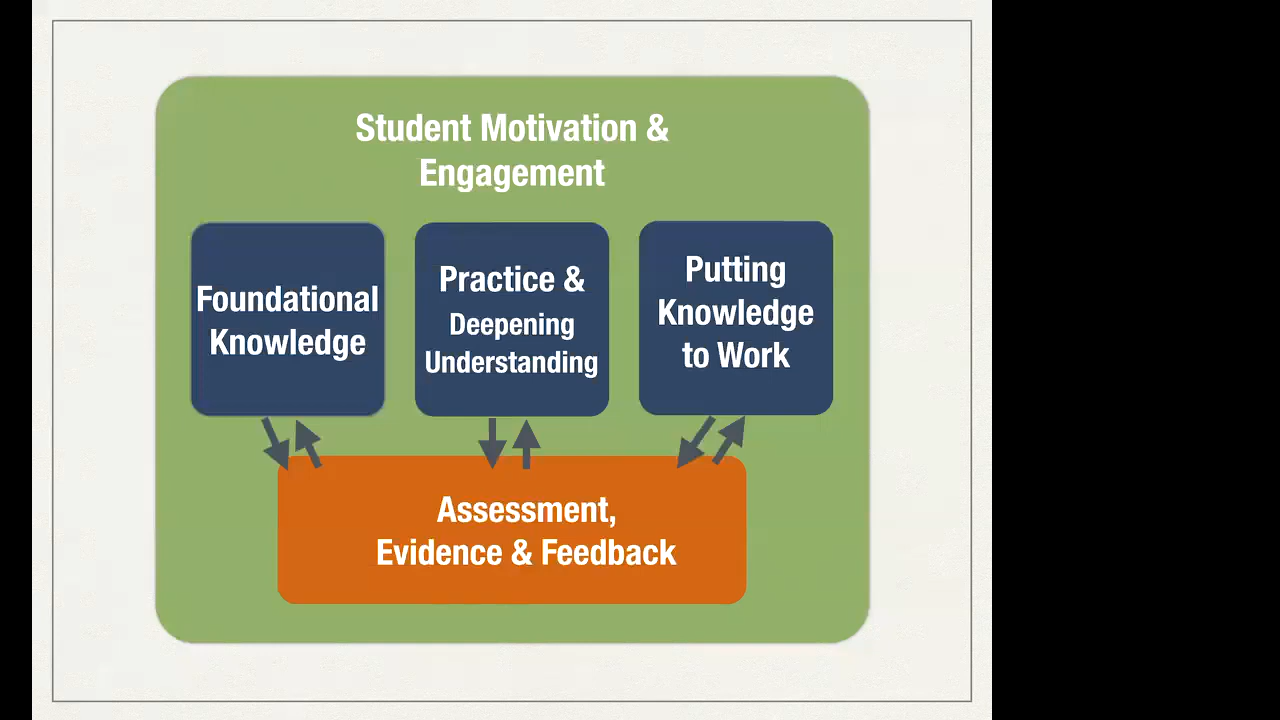 Student Motivation &
Engagement
Foundational
Knowledge
Practice &
Deepening
Understanding
Putting
Knowledge
to Work
Assessment,
Evidence & Feedback